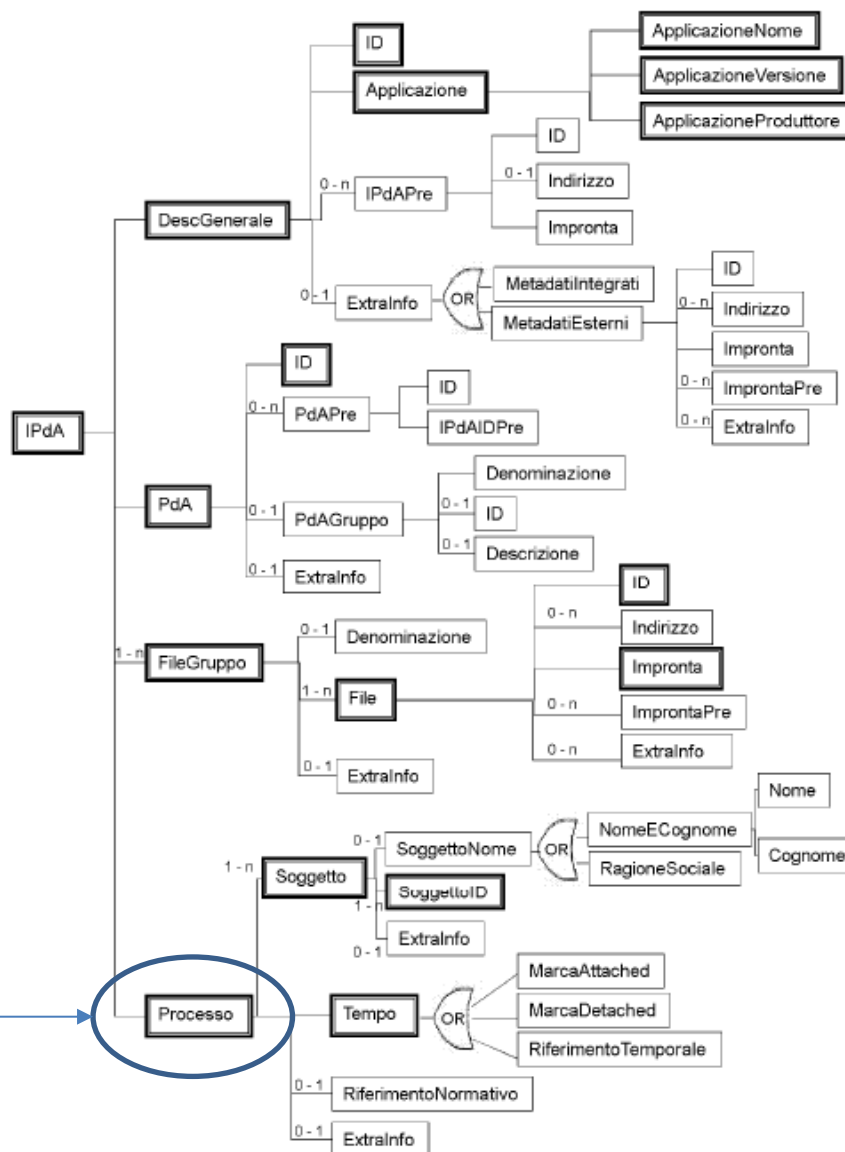 ID
ApplicazioneNome
Applicazione
ApplicazioneVersione
ApplicazioneProduttore
0 - n
IPdAPre
ID
0 - 1
Indirizzo
Impronta
DescGenerale
0 - 1
ExtraInfo
OR
MetadatiIntegrati
MetadatiEsterni
ID
0 - n
Indirizzo
Impronta
0 - n
ImprontaPre
0 - n
ExtraInfo
IPdA
PdA
ID
0 - n
PdAPre
ID
IPdAIDPre
0 - 1
PdAGruppo
Denominazione
0 - 1
ID
0 - 1
Descrizione
0 - 1
ExtraInfo
1 - n
FileGruppo
0 - 1
Denominazione
1 - n
File
ID
0 - n
Indirizzo
Impronta
0 - n
ImprontaPre
0 - n
ExtraInfo
0 - 1
ExtraInfo
Processo
1 - n
Soggetto
0 - 1
SoggettoNome
OR
NomeECognome
Nome
Cognome
RagioneSociale
SoggettoID
1 - n
ExtraInfo
0 - 1
Tempo
OR
MarcaAttached
MarcaDetached
RiferimentoTemporale
0 - 1
RiferimentoNormativo
0 - 1
ExtraInfo